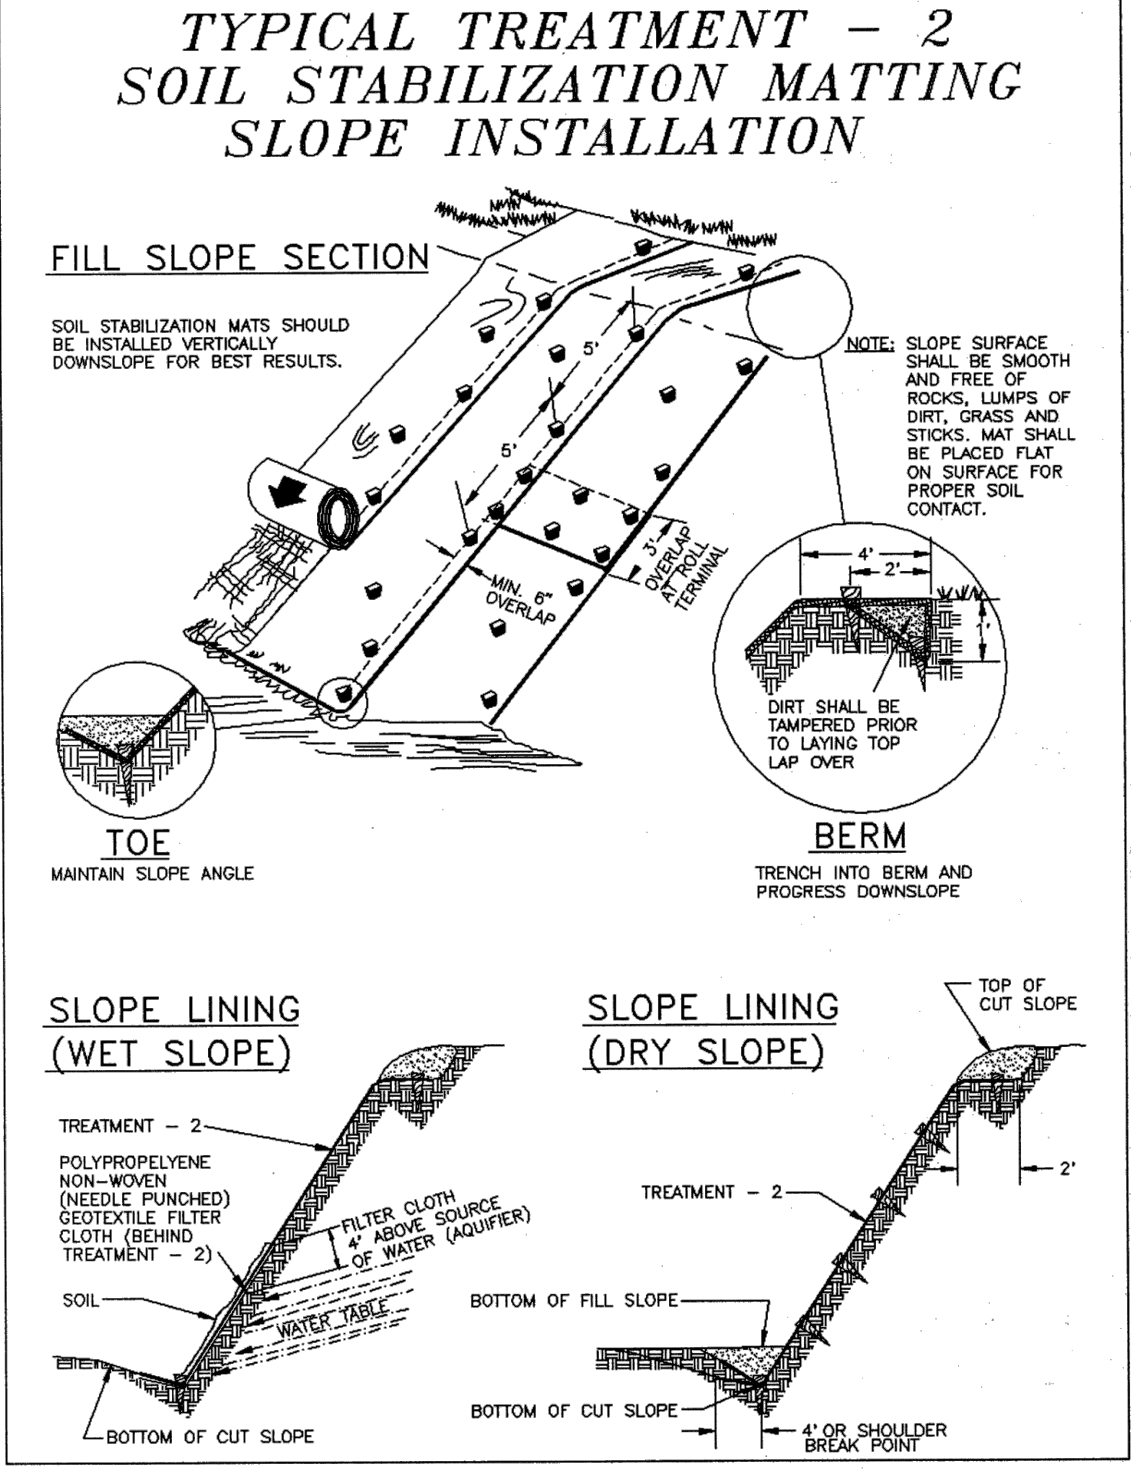 TYPICAL TREATMENT - 2
SOIL STABILIZATION MATTING
SLOPE INSTALLATION
FILL SLOPE SECTION
SOIL STABILIZATION MATS SHOULD
BE INSTALLED VERTICALLY
DOWNSLOPE FOR BEST RESULTS.
5'
5'
MIN. 6"
OVERLAP
3'
OVERLAP
AT ROLL
TERMINAL
NOTE: SLOPE SURFACE
SHALL BE SMOOTH
AND FREE OF
ROCKS, LUMPS OF
DIRT, GRASS AND
STICKS. MAT SHALL
BE PLACED FLAT
ON SURFACE FOR
PROPER SOIL
CONTACT.
4'
2'
1'
DIRT SHALL BE
TAMPERED PRIOR
TO LAYING TOP
LAP OVER
TOE
MAINTAIN SLOPE ANGLE
BERM
TRENCH INTO BERM AND
PROGRESS DOWNSLOPE
SLOPE LINING
(WET SLOPE)
TREATMENT - 2
POLYPROPELYENE
NON-WOVEN
(NEEDLE PUNCHED)
GEOTEXTILE FILTER
CLOTH (BEHIND
TREATMENT - 2)
SOIL
FILTER CLOTH
4' ABOVE SOURCE
OF WATER (AQUIFIER)
WATER TABLE
BOTTOM OF CUT SLOPE
SLOPE LINING
(DRY SLOPE)
TOP OF
CUT SLOPE
2'
TREATMENT - 2
BOTTOM OF FILL SLOPE
BOTTOM OF CUT SLOPE
4' OR SHOULDER
BREAK POINT